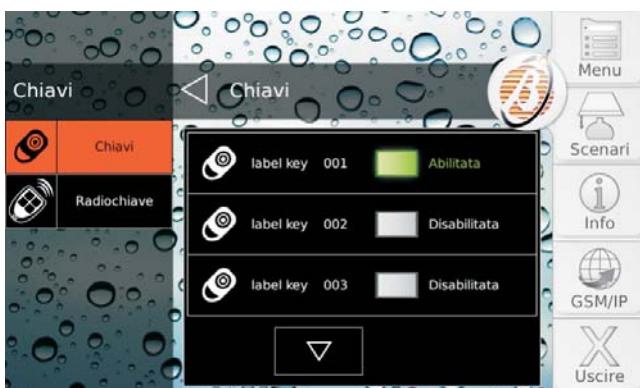 Chiavi
Chiavi
Chiavi
Radiochiave
label key 001 Abilitata
label key 002 Disabilitata
label key 003 Disabilitata
Menu
Scenari
Info
GSM/IP
Uscire